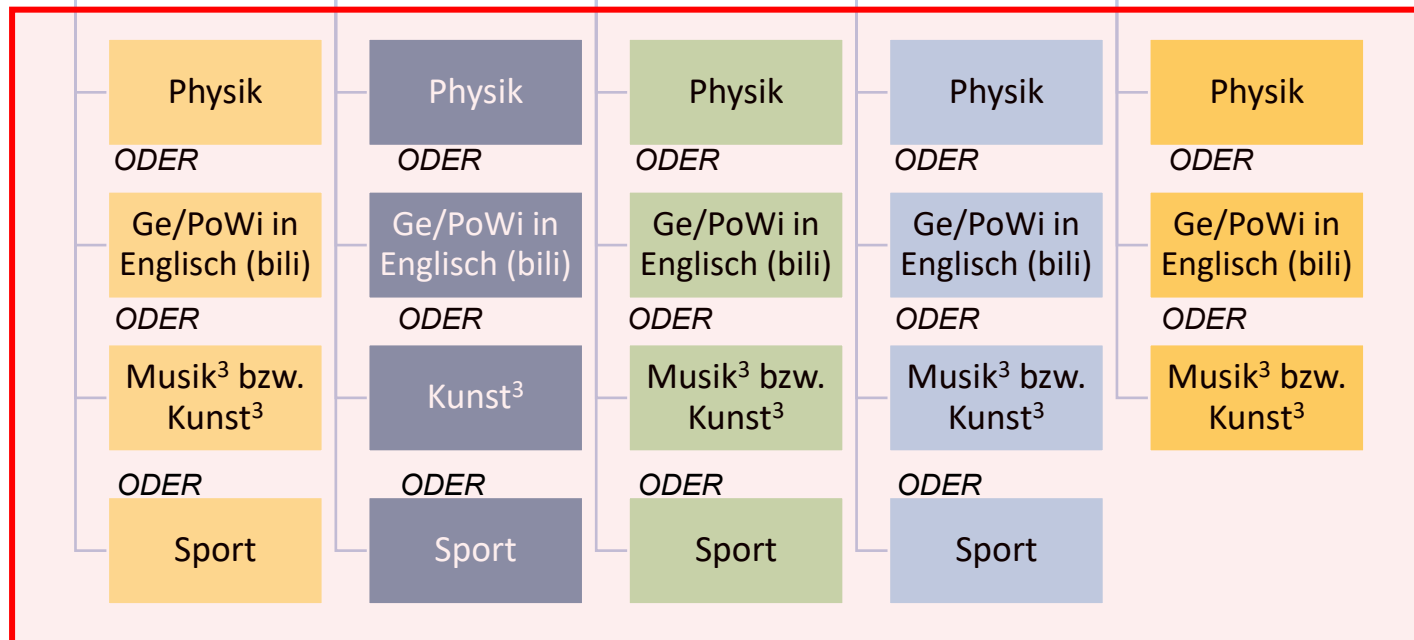 Physik
ODER
Ge/PoWi in
Englisch (bili)
ODER
Musik³ bzw.
Kunst³
ODER
Sport
Physik
ODER
Ge/PoWi in
Englisch (bili)
ODER
Kunst³
ODER
Sport
Physik
ODER
Ge/PoWi in
Englisch (bili)
ODER
Musik³ bzw.
Kunst³
ODER
Sport
Physik
ODER
Ge/PoWi in
Englisch (bili)
ODER
Musik³ bzw.
Kunst³
ODER
Sport
Physik
ODER
Ge/PoWi in
Englisch (bili)
ODER
Musik³ bzw.
Kunst³